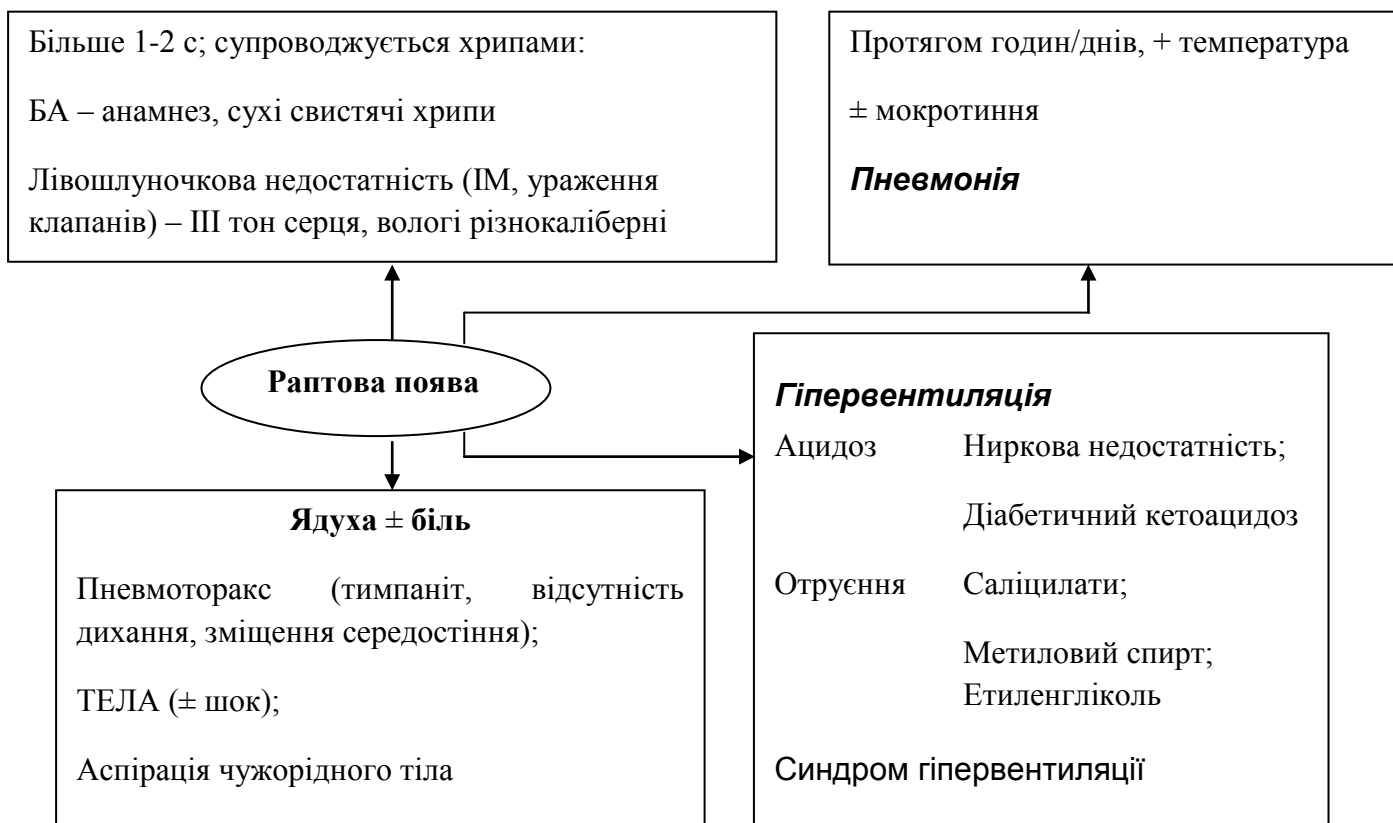 Більше 1-2 с; супроводжується хрипами:
БА – анамнез, сухі свистячі хрипи
Лівошлуночкова недостатність (ІМ, ураження
клапанів) – ІІІ тон серця, вологі різнокаліберні
Протягом годин/днів, + температура
± мокротиння
Пневмонія
Раптова поява
Гіпервентиляція
Ацидоз Ниркова недостатність;
Діабетичний кетоацидоз
Отруєння Саліцилати;
Метиловий спирт;
Етиленгліколь
Синдром гіпервентиляції
Ядуха ± біль
Пневмоторакс (тимпаніт, відсутність
дихання, зміщення середостіння);
ТЕЛА (± шок);
Аспірація чужорідного тіла